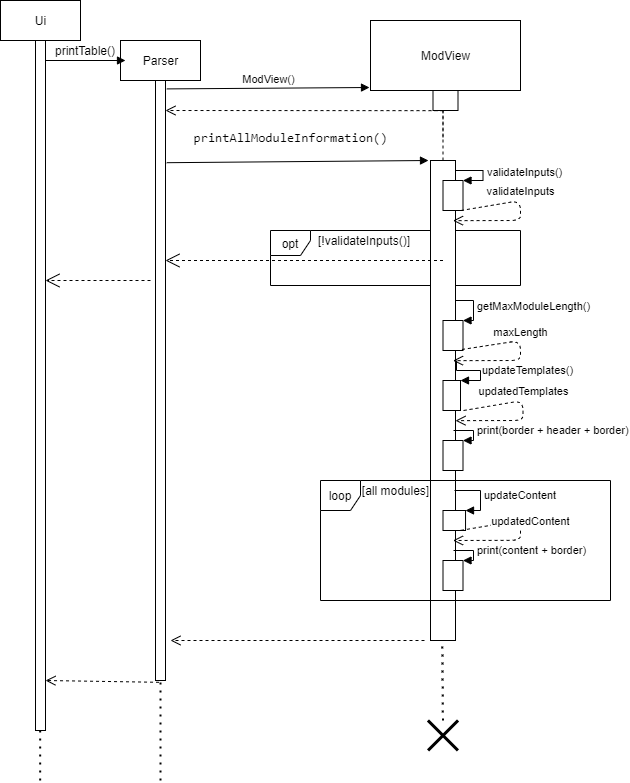 Ui
printTable()
Parser
ModView
ModView()
printAllModuleInformation()
validateInputs()
validateInputs
opt
[!validateInputs()]
getMaxModuleLength()
maxLength
updateTemplates()
updatedTemplates
print(border + header + border)
loop
[all modules]
updateContent
updatedContent
print(content + border)